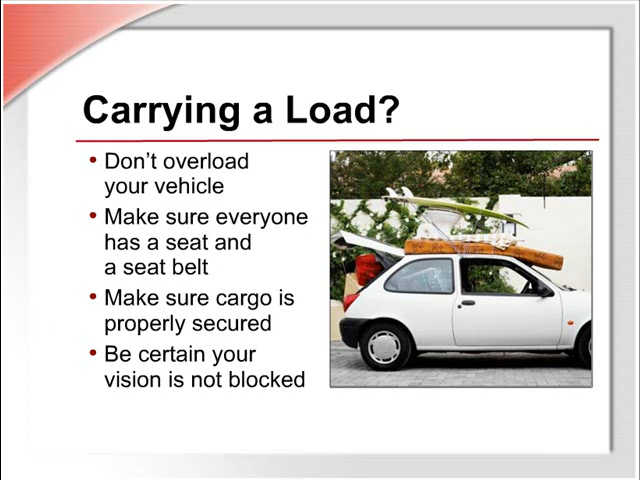 Carrying a Load?
• Don't overload
your vehicle
• Make sure everyone
has a seat and
a seat belt
• Make sure cargo is
properly secured
• Be certain your
vision is not blocked